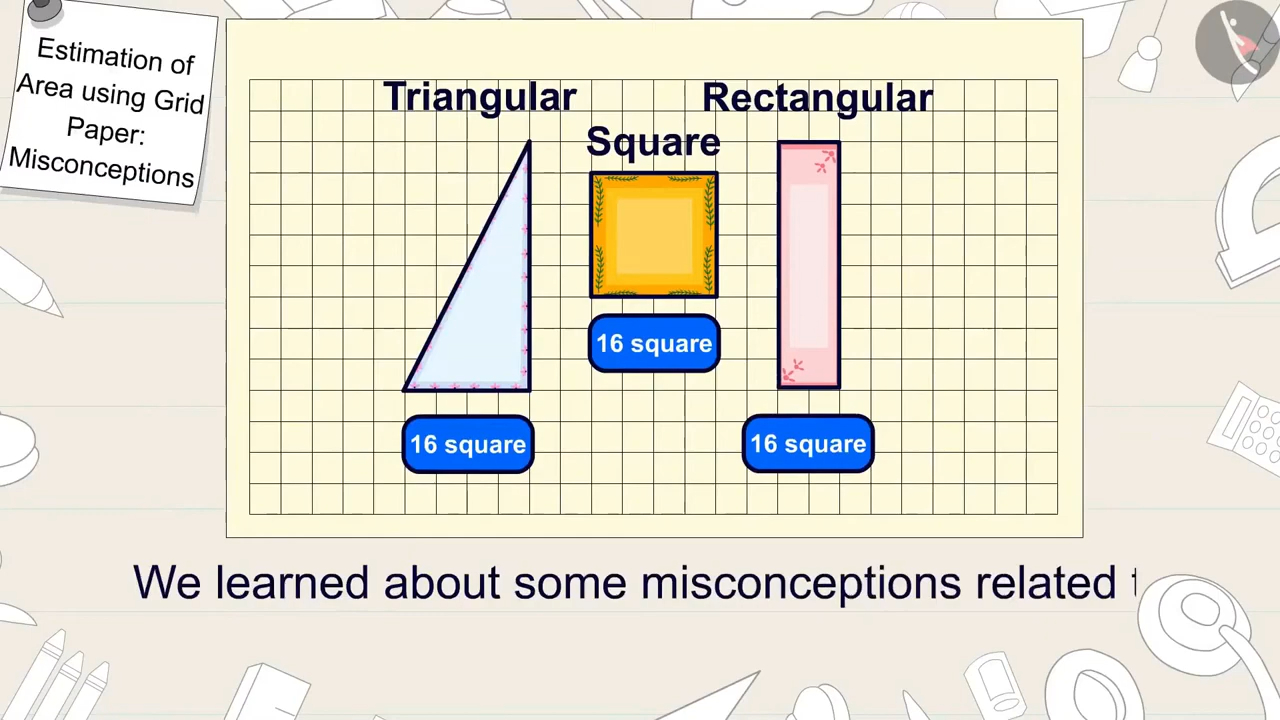 Estimation of
Area using Grid
Paper:
Misconceptions
Triangular
Rectangular
Square
16 square
16 square
16 square
We learned about some misconceptions related